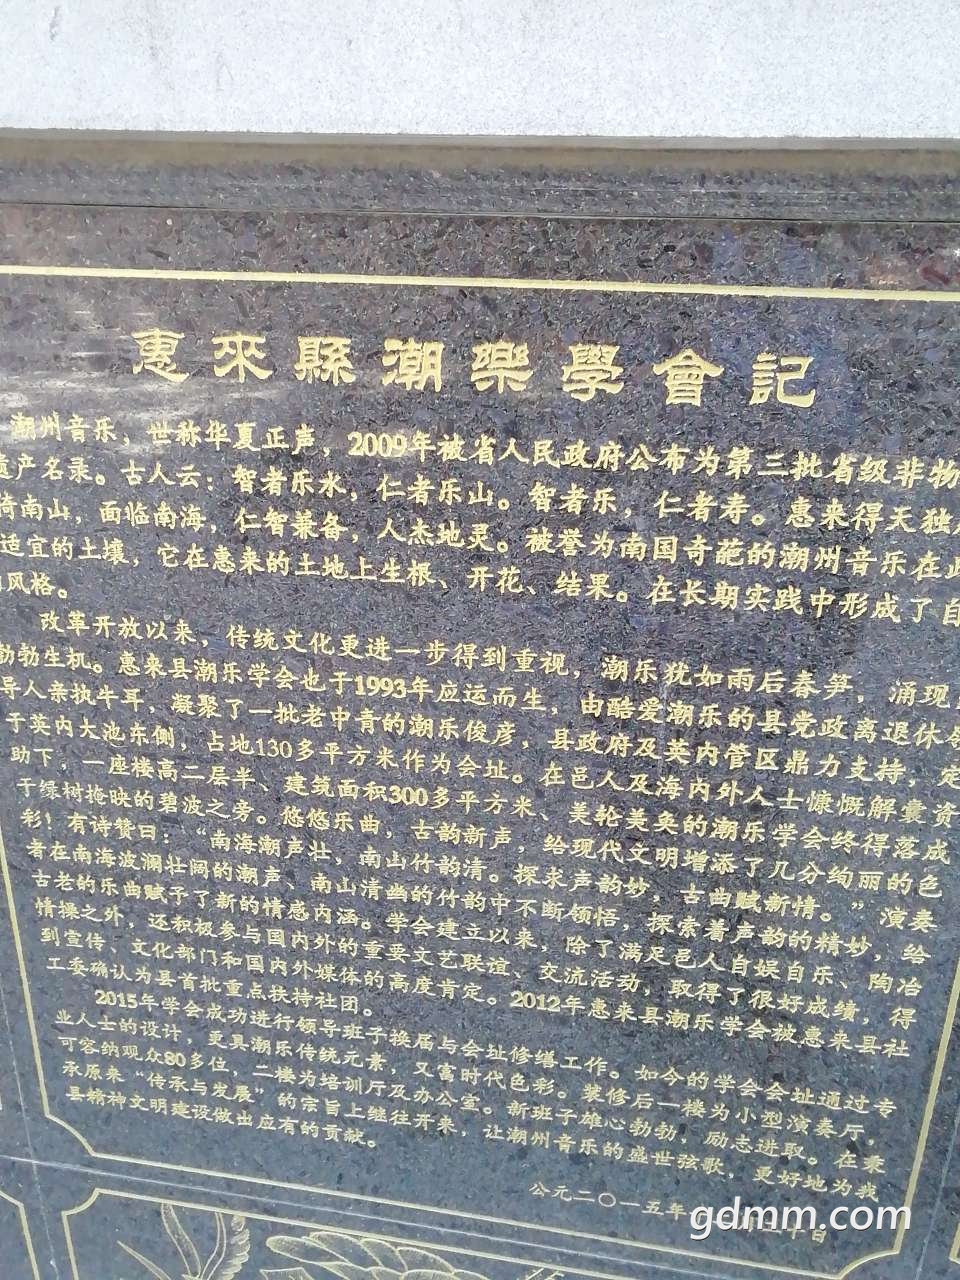 惠來縣潮樂學會記
潮州音乐，世称华夏正声，2009年被省人民政府公布为第三批省级非物
遗产名录。古人云：智者乐水，仁者乐山。智者乐，仁者寿。惠来得天独
倚南山，面临南海，仁智兼备，人杰地灵。被誉为南国奇葩的潮州音乐在此
适宜的土壤，它在惠来的土地上生根、开花、结果。在长期实践中形成了自
的风格。
改革开放以来，传统文化更进一步得到重视，潮乐犹如雨后春笋，涌现
勃勃生机。惠来县潮乐学会也于1993年应运而生，由酷爱潮乐的县党政离退休领
导人亲执牛耳，凝聚了一批老中青的潮乐俊彦，县政府及英内管区鼎力支持，定
于英内大池东侧，占地130多平方米作为会址。在邑人及海内外人士慷慨解囊资
助下，一座楼高二层半、建筑面积300多平方米、美轮美奂的潮乐学会终得落成
于绿树掩映的碧波之旁。悠悠乐曲，古韵新声，给现代文明增添了几分绚丽的色
彩！有诗赞曰：“南海潮声壮，南山竹韵清。探求声韵妙，古曲赋新情。”演奏
者在南海波澜壮阔的潮声、南山清幽的竹韵中不断领悟，探索着声韵的精妙，给
古老的乐曲赋予了新的情感内涵。学会建立以来，除了满足邑人自娱自乐、陶冶
情操之外，还积极参与国内外的重要文艺联谊、交流活动，取得了很好成绩，得
到宣传、文化部门和国内外媒体的高度肯定。2012年惠来县潮乐学会被惠来县社
工委确认为县首批重点扶持社团。
2015年学会成功进行领导班子换届与会址修缮工作。如今的学会会址通过专
业人士的设计，更具潮乐传统元素，又富时代色彩。装修后一楼为小型演奏厅，
可容纳观众80多位，二楼为培训厅及办公室。新班子雄心勃勃，励志进取。在秉
承原来“传承与发展”的宗旨上继往开来，让潮州音乐的盛世弦歌，更好地为我
县精神文明建设做出应有的贡献。
公元二〇一五年
日
gdmm.com